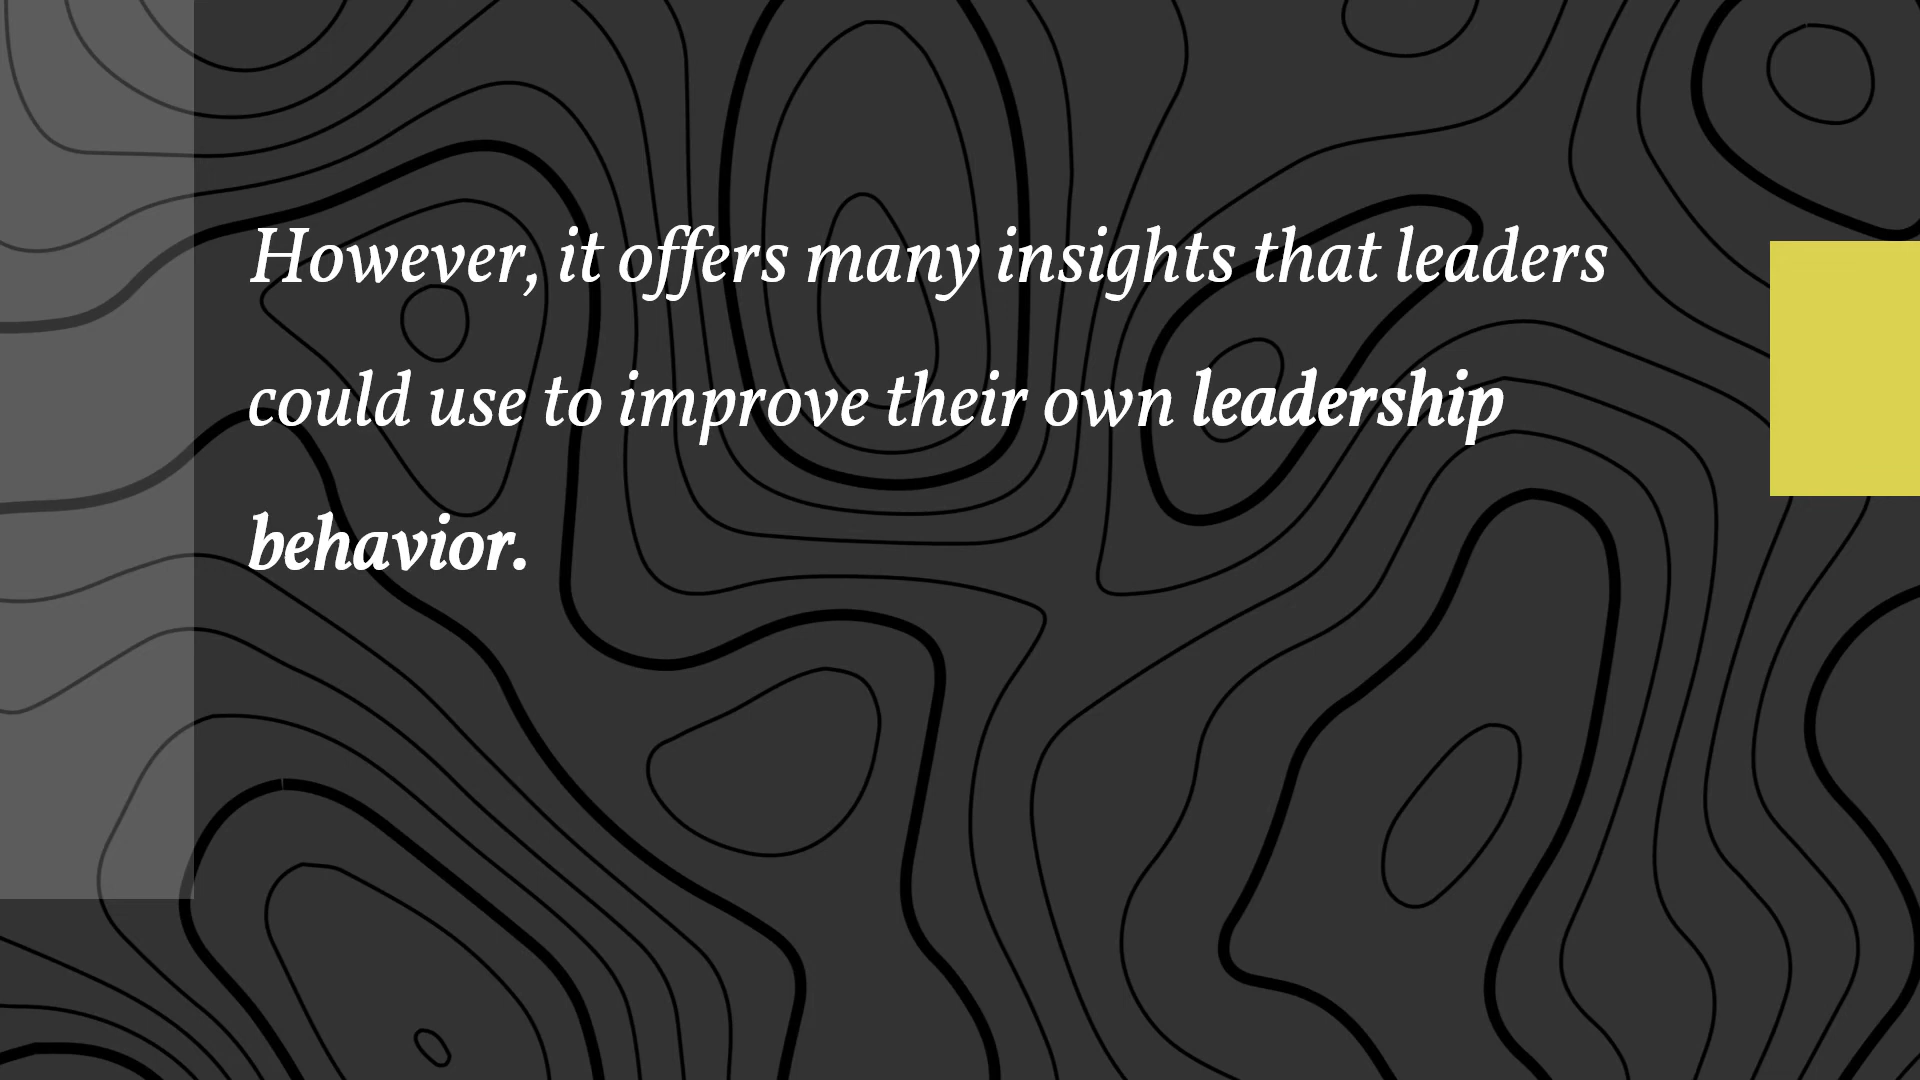 However, it offers many insights that leaders
could use to improve their own leadership
behavior.